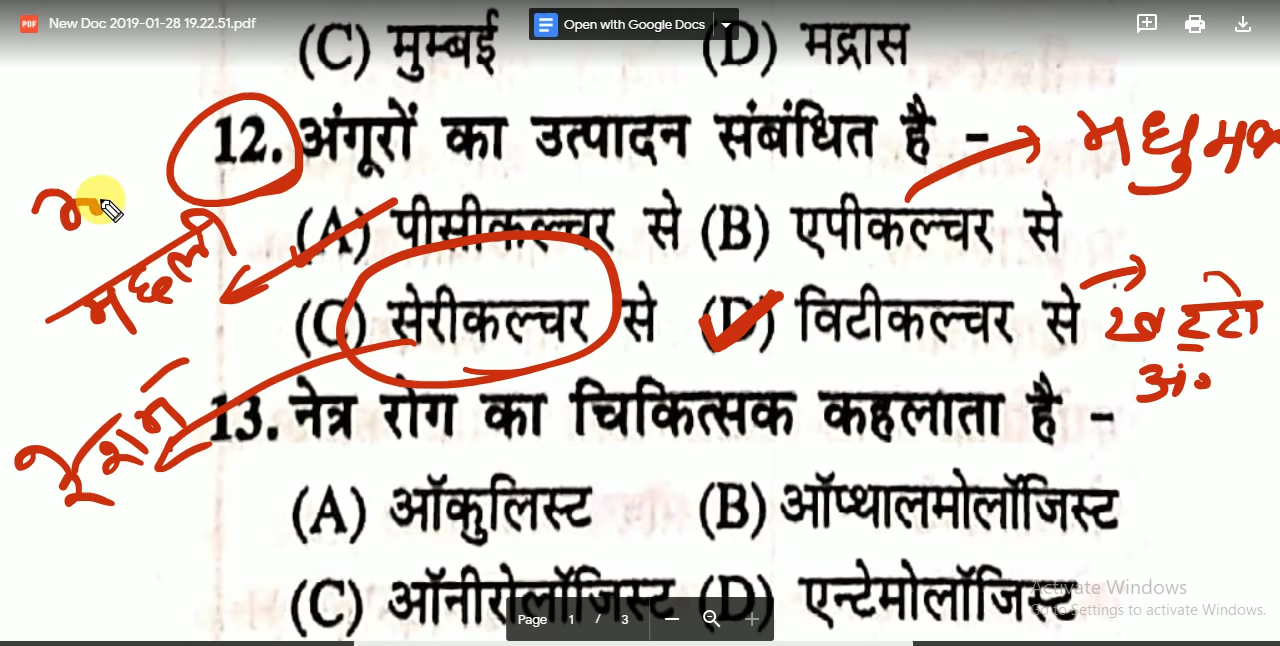 New Doc 2019-01-28 19.22.51.pdf
Open with Google Docs
(C) मुम्बई (D) मद्रास
12. अंगूरों का उत्पादन संबंधित है -
मधुमक
(A) पीसीकल्चर से (B) एपीकल्चर से
मछली
(C) सेरीकल्चर से (D) विटीकल्चर से
खट्टो
अं०
13. नेत्र रोग का चिकित्सक कहलाता है -
रेशम
(A) ऑकुलिस्ट (B) ऑप्थालमोलॉजिस्ट
(C) ऑनीरोलॉजिस्ट (D) एन्टेमोलॉजिस्ट
Activate Windows
Go to Settings to activate Windows.
Page 1 / 3